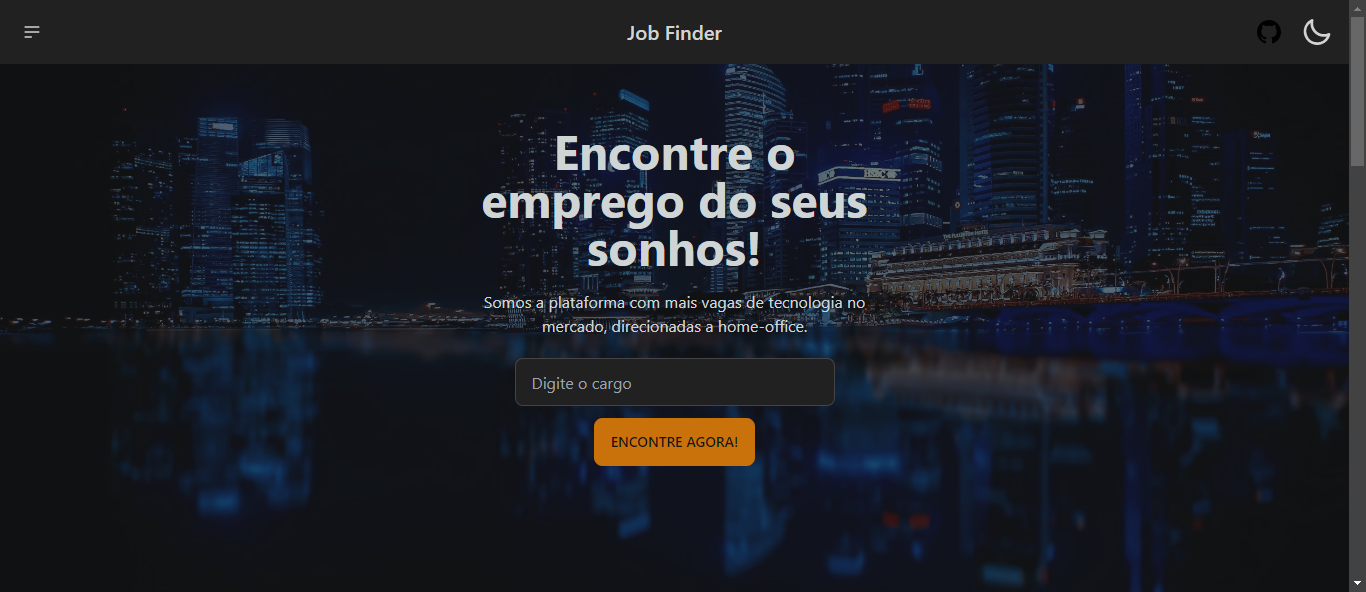 Job Finder
Encontre o
emprego do seus
sonhos!
HSBC
Somos a plataforma com mais vagas de tecnologia no
mercado, direcionadas a home-office.
Digite o cargo
ENCONTRE AGORA!